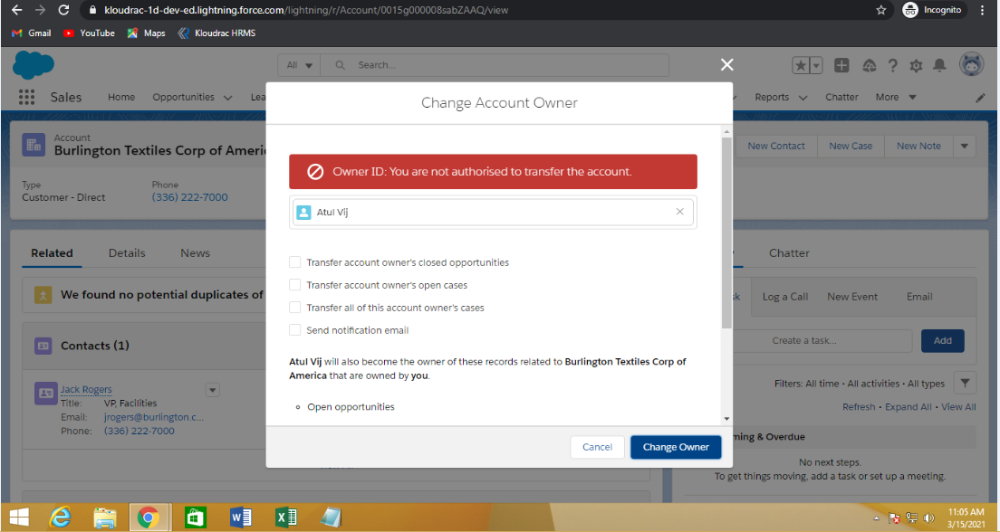 kloudrac-1d-dev-ed.lightning.force.com/lightning/r/Account/0015g000008sabZAAQ/view
Incognito
Gmail
YouTube
Maps
Kloudrac HRMS
All
Search...
Sales
Home
Opportunities
Lea
Reports
Chatter
More
Change Account Owner
Account
Burlington Textiles Corp of Ameri
New Contact
New Case
New Note
Type
Customer - Direct
Phone
(336) 222-7000
Owner ID: You are not authorised to transfer the account.
Atul Vij
Related
Details
News
Chatter
Transfer account owner's closed opportunities
Transfer account owner's open cases
Transfer all of this account owner's cases
Send notification email
We found no potential duplicates of
sk
Log a Call
New Event
Email
Create a task...
Add
Contacts (1)
Atul Vij will also become the owner of these records related to Burlington Textiles Corp of
America that are owned by you.
Open opportunities
Filters: All time • All activities • All types
Refresh • Expand All • View All
Jack Rogers
Title: VP, Facilities
Email: jrogers@burlington.c...
Phone: (336) 222-7000
Cancel
Change Owner
ming & Overdue
No next steps.
To get things moving, add a task or set up a meeting.
11:05 AM
3/15/2021